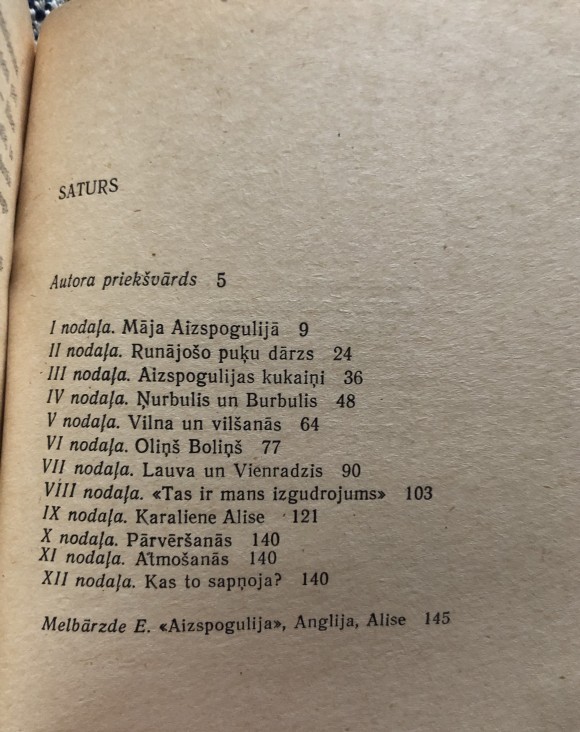 SATURS
Autora priekšvārds 5
I nodaļa. Māja Aizspogulijā 9
II nodaļa. Runājošo puķu dārzs 24
III nodaļa. Aizspogulijas kukaiņi 36
IV nodaļa. Ņurbulis un Burbulis 48
V nodaļa. Vilna un vilšanās 64
VI nodaļa. Oliņš Boliņš 77
VII nodaļa. Lauva un Vienradzis 90
VIII nodaļa. «Tas ir mans izgudrojums» 103
IX nodaļa. Karaliene Alise 121
X nodaļa. Pārvēršanās 140
XI nodaļa. Atmošanās 140
XII nodaļa. Kas to sapņoja? 140
Melbārzde E. «Aizspogulija», Anglija, Alise 145